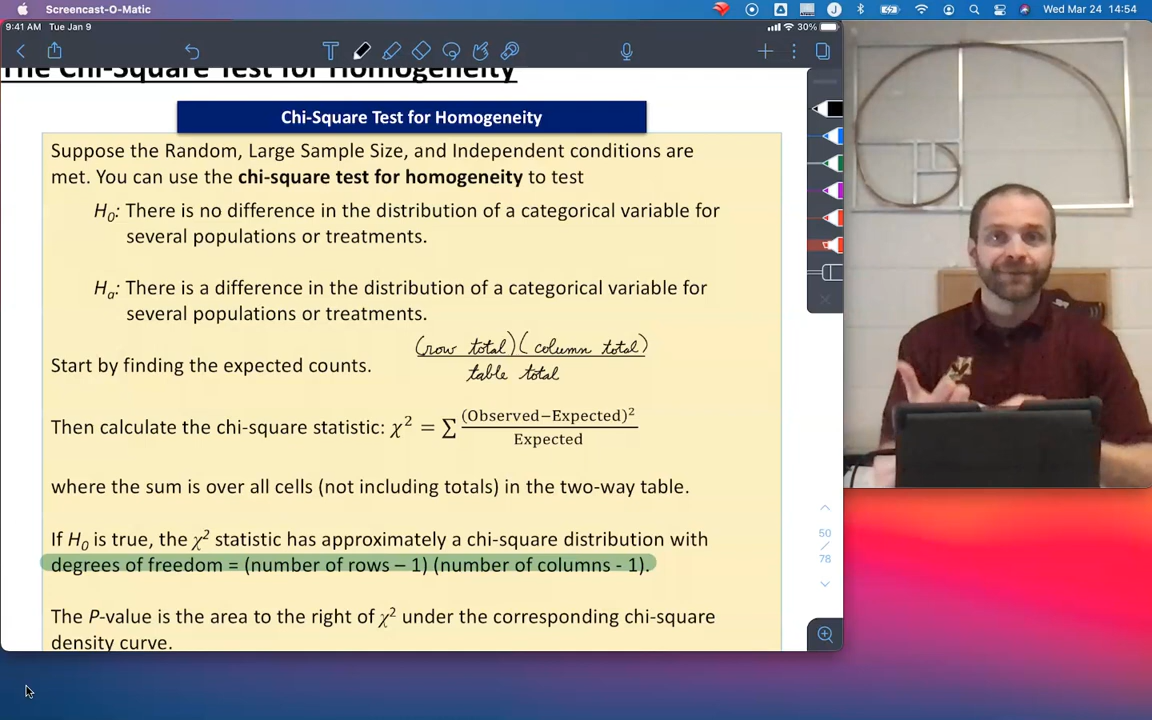 Screencast-O-Matic
Wed Mar 24 14:54
9:41 AM Tue Jan 9
30%
T
The Chi-Square Test for Homogeneity
Chi-Square Test for Homogeneity
Suppose the Random, Large Sample Size, and Independent conditions are
met. You can use the chi-square test for homogeneity to test
H₀: There is no difference in the distribution of a categorical variable for
several populations or treatments.
Hₐ: There is a difference in the distribution of a categorical variable for
several populations or treatments.
(row total)(column total)
Start by finding the expected counts.
table total
Then calculate the chi-square statistic: χ² = ∑ (Observed−Expected)²
Expected
where the sum is over all cells (not including totals) in the two-way table.
If H₀ is true, the χ² statistic has approximately a chi-square distribution with
degrees of freedom = (number of rows – 1) (number of columns - 1).
50
/
78
The P-value is the area to the right of χ² under the corresponding chi-square
density curve.